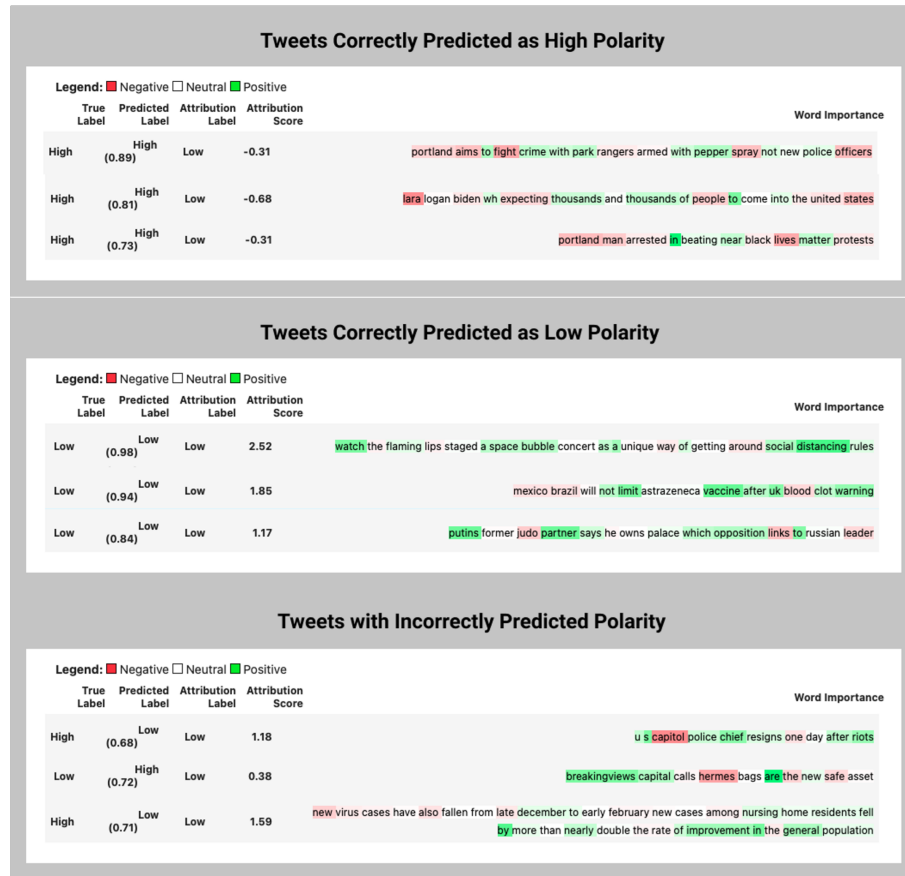 Tweets Correctly Predicted as High Polarity
Legend: Negative Neutral Positive
True Label Predicted Label Attribution Label Attribution Score Word Importance
High High (0.89) Low -0.31 portland aims to fight crime with park rangers armed with pepper spray not new police officers
High High (0.81) Low -0.68 lara logan biden wh expecting thousands and thousands of people to come into the united states
High High (0.73) Low -0.31 portland man arrested in beating near black lives matter protests
Tweets Correctly Predicted as Low Polarity
Legend: Negative Neutral Positive
True Label Predicted Label Attribution Label Attribution Score Word Importance
Low Low (0.98) Low 2.52 watch the flaming lips staged a space bubble concert as a unique way of getting around social distancing rules
Low Low (0.94) Low 1.85 mexico brazil will not limit astrazeneca vaccine after uk blood clot warning
Low Low (0.84) Low 1.17 putins former judo partner says he owns palace which opposition links to russian leader
Tweets with Incorrectly Predicted Polarity
Legend: Negative Neutral Positive
True Label Predicted Label Attribution Label Attribution Score Word Importance
High Low (0.68) Low 1.18 u s capitol police chief resigns one day after riots
Low High (0.72) Low 0.38 breakingviews capital calls hermes bags are the new safe asset
High Low (0.71) Low 1.59 new virus cases have also fallen from late december to early february new cases among nursing home residents fell
by more than nearly double the rate of improvement in the general population